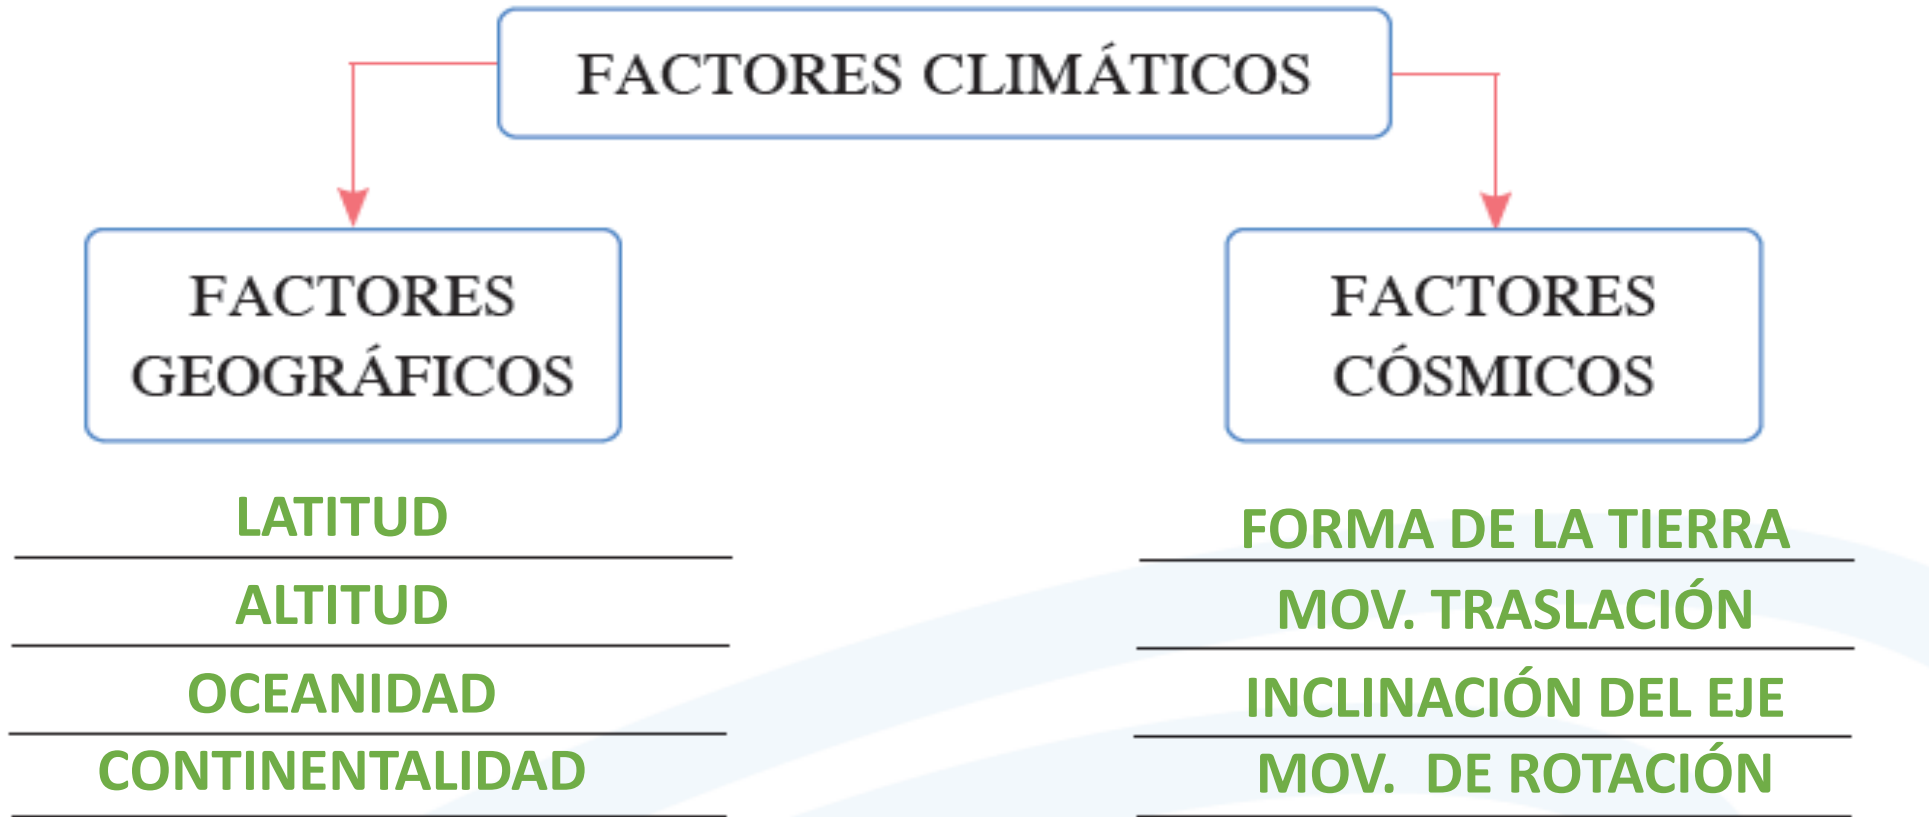 FACTORES CLIMÁTICOS
FACTORES
GEOGRÁFICOS
LATITUD
ALTITUD
OCEANIDAD
CONTINENTALIDAD
FACTORES
CÓSMICOS
FORMA DE LA TIERRA
MOV. TRASLACIÓN
INCLINACIÓN DEL EJE
MOV. DE ROTACIÓN